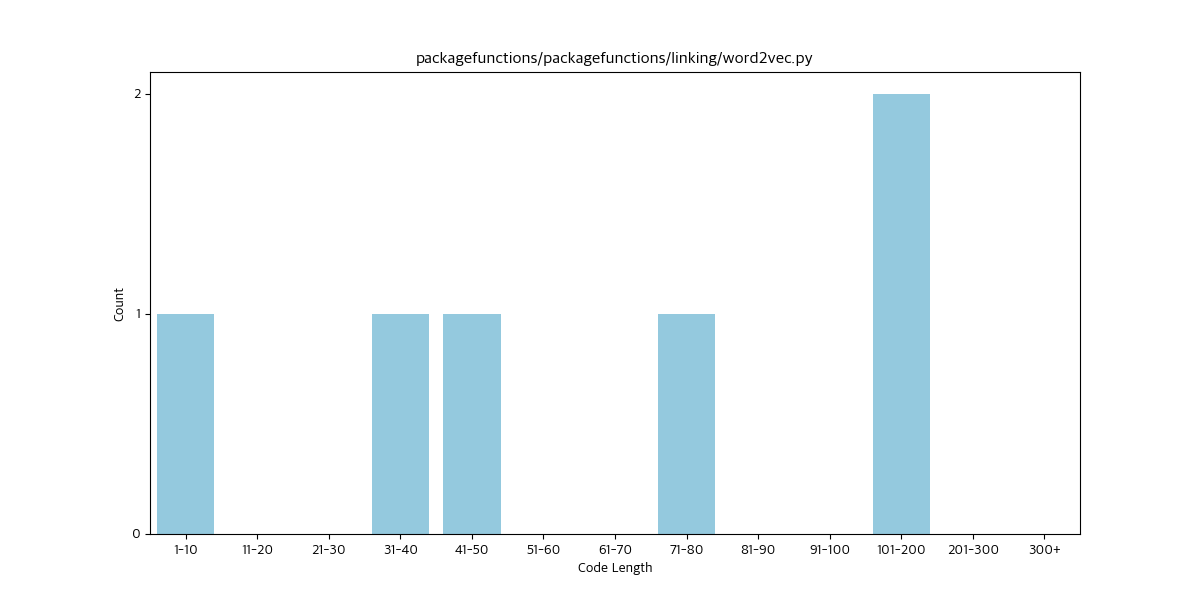 packagefunctions/packagefunctions/linking/word2vec.py
2
1
0
Count
1-10 11-20 21-30 31-40 41-50 51-60 61-70 71-80 81-90 91-100 101-200 201-300 300+
Code Length